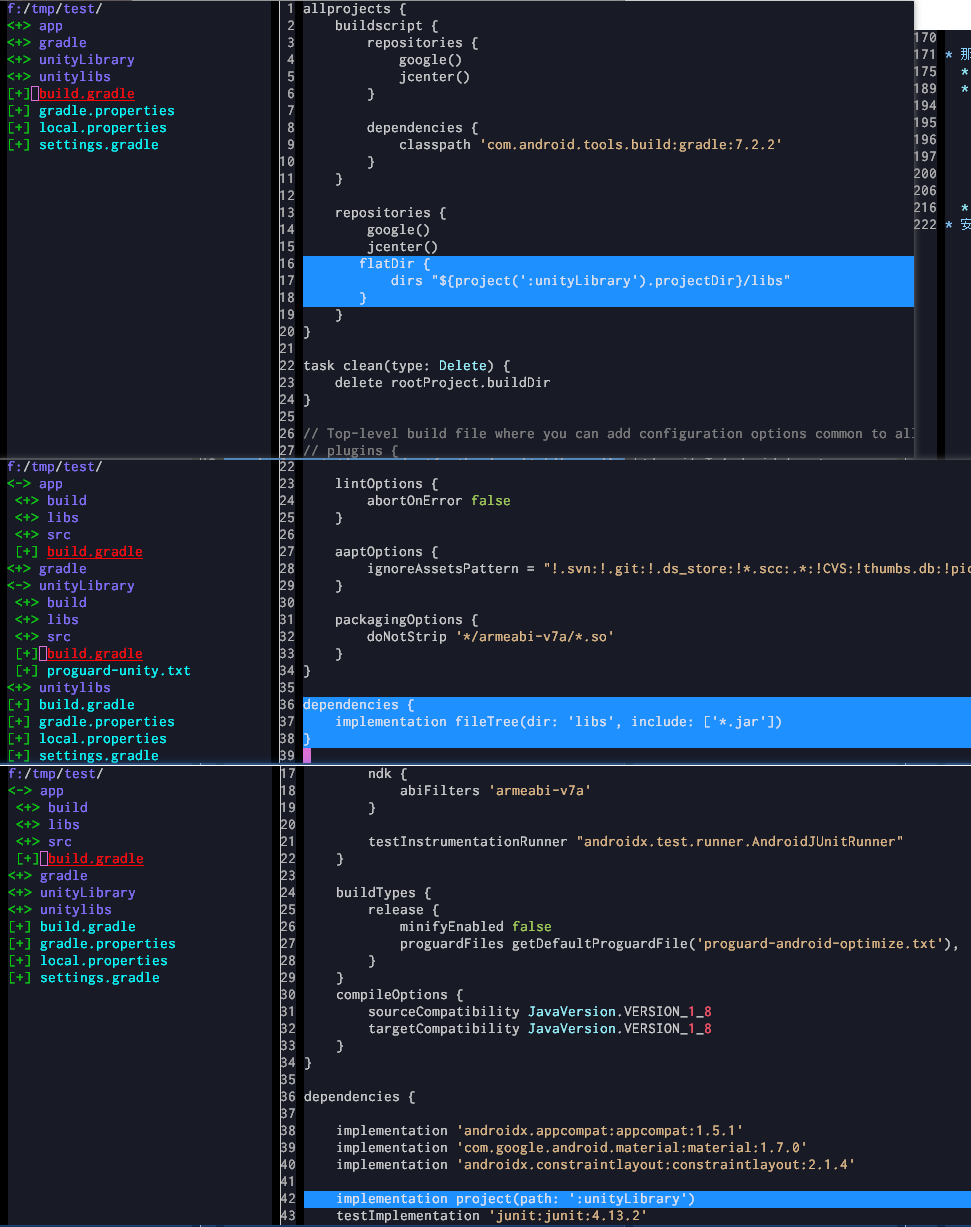 f:/tmp/test/
<+> app
<+> gradle
<+> unityLibrary
<+> unitylibs
[+] build.gradle
[+] gradle.properties
[+] local.properties
[+] settings.gradle
1 allprojects {
2 buildscript {
3 repositories {
4 google()
5 jcenter()
6 }
7
8 dependencies {
9 classpath 'com.android.tools.build:gradle:7.2.2'
10 }
11 }
12
13 repositories {
14 google()
15 jcenter()
16 flatDir {
17 dirs "${project(':unityLibrary').projectDir}/libs"
18 }
19 }
20 }
21
22 task clean(type: Delete) {
23 delete rootProject.buildDir
24 }
25
26 // Top-level build file where you can add configuration options common to al
27 // plugins {
170
171 * 那
175 *
189 *
194
195
196
197
200
206
216 *
222 * 安
f:/tmp/test/
<-> app
<+> build
<+> libs
<+> src
[+] build.gradle
<+> gradle
<-> unityLibrary
<+> build
<+> libs
<+> src
[+] build.gradle
[+] proguard-unity.txt
<+> unitylibs
[+] build.gradle
[+] gradle.properties
[+] local.properties
[+] settings.gradle
22
23 lintOptions {
24 abortOnError false
25 }
26
27 aaptOptions {
28 ignoreAssetsPattern = "!.svn:!.git:!.ds_store:!*.scc:.*:!CVS:!thumbs.db:!pic
29 }
30
31 packagingOptions {
32 doNotStrip '*/armeabi-v7a/*.so'
33 }
34 }
35
36 dependencies {
37 implementation fileTree(dir: 'libs', include: ['*.jar'])
38 }
39
f:/tmp/test/
<-> app
<+> build
<+> libs
<+> src
[+] build.gradle
<+> gradle
<+> unityLibrary
<+> unitylibs
[+] build.gradle
[+] gradle.properties
[+] local.properties
[+] settings.gradle
17 ndk {
18 abiFilters 'armeabi-v7a'
19 }
20
21 testInstrumentationRunner "androidx.test.runner.AndroidJUnitRunner"
22 }
23
24 buildTypes {
25 release {
26 minifyEnabled false
27 proguardFiles getDefaultProguardFile('proguard-android-optimize.txt'),
28 }
29 }
30 compileOptions {
31 sourceCompatibility JavaVersion.VERSION_1_8
32 targetCompatibility JavaVersion.VERSION_1_8
33 }
34 }
35
36 dependencies {
37
38 implementation 'androidx.appcompat:appcompat:1.5.1'
39 implementation 'com.google.android.material:material:1.7.0'
40 implementation 'androidx.constraintlayout:constraintlayout:2.1.4'
41
42 implementation project(path: ':unityLibrary')
43 testImplementation 'junit:junit:4.13.2'